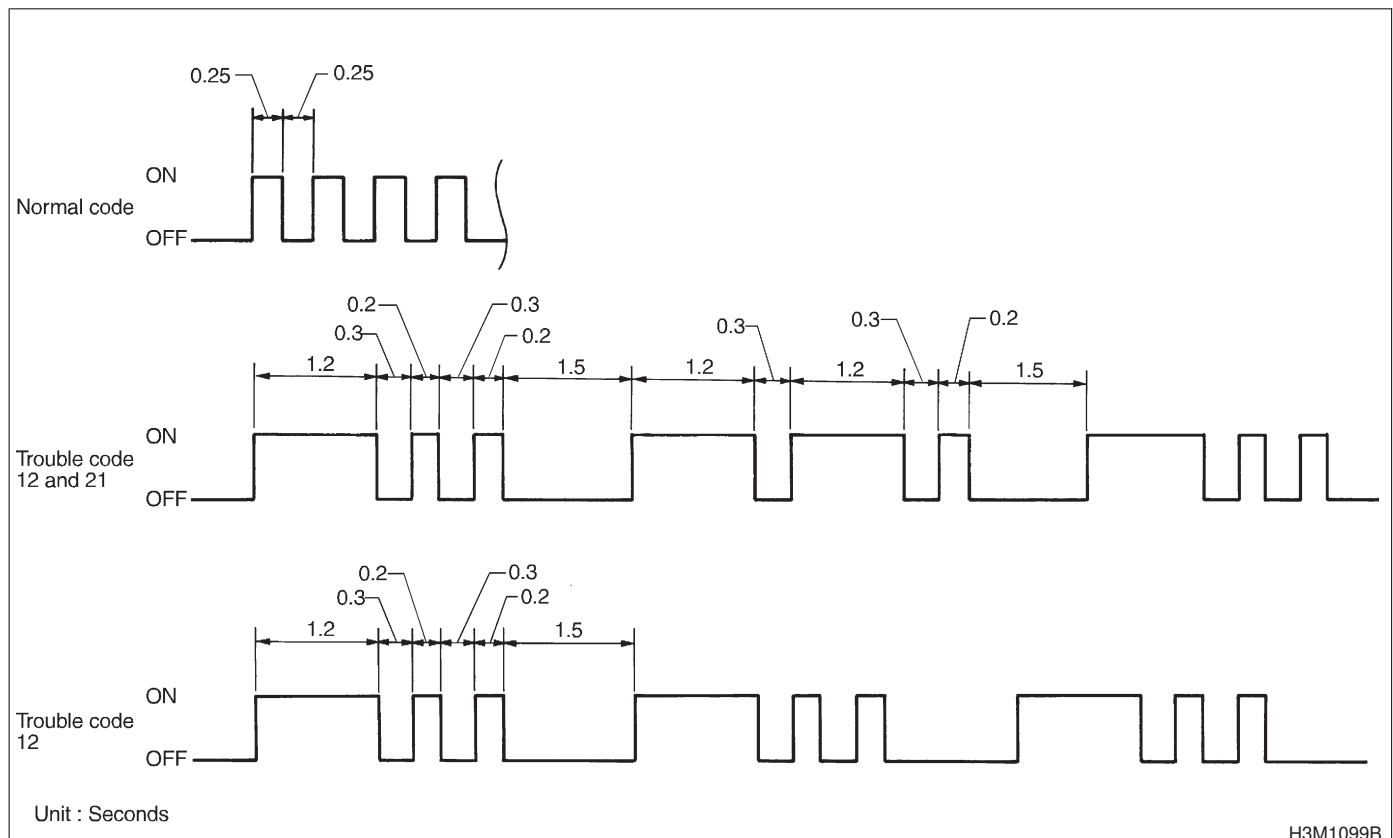 0.25 0.25
ON
Normal code
OFF
0.2 0.3
0.3 0.2
0.3 0.3 0.2
1.2 1.5 1.2 1.2 1.5
ON
Trouble code
12 and 21
OFF
0.2 0.3
0.3 0.2
1.2 1.5
ON
Trouble code
12
OFF
Unit : Seconds
H3M1099B